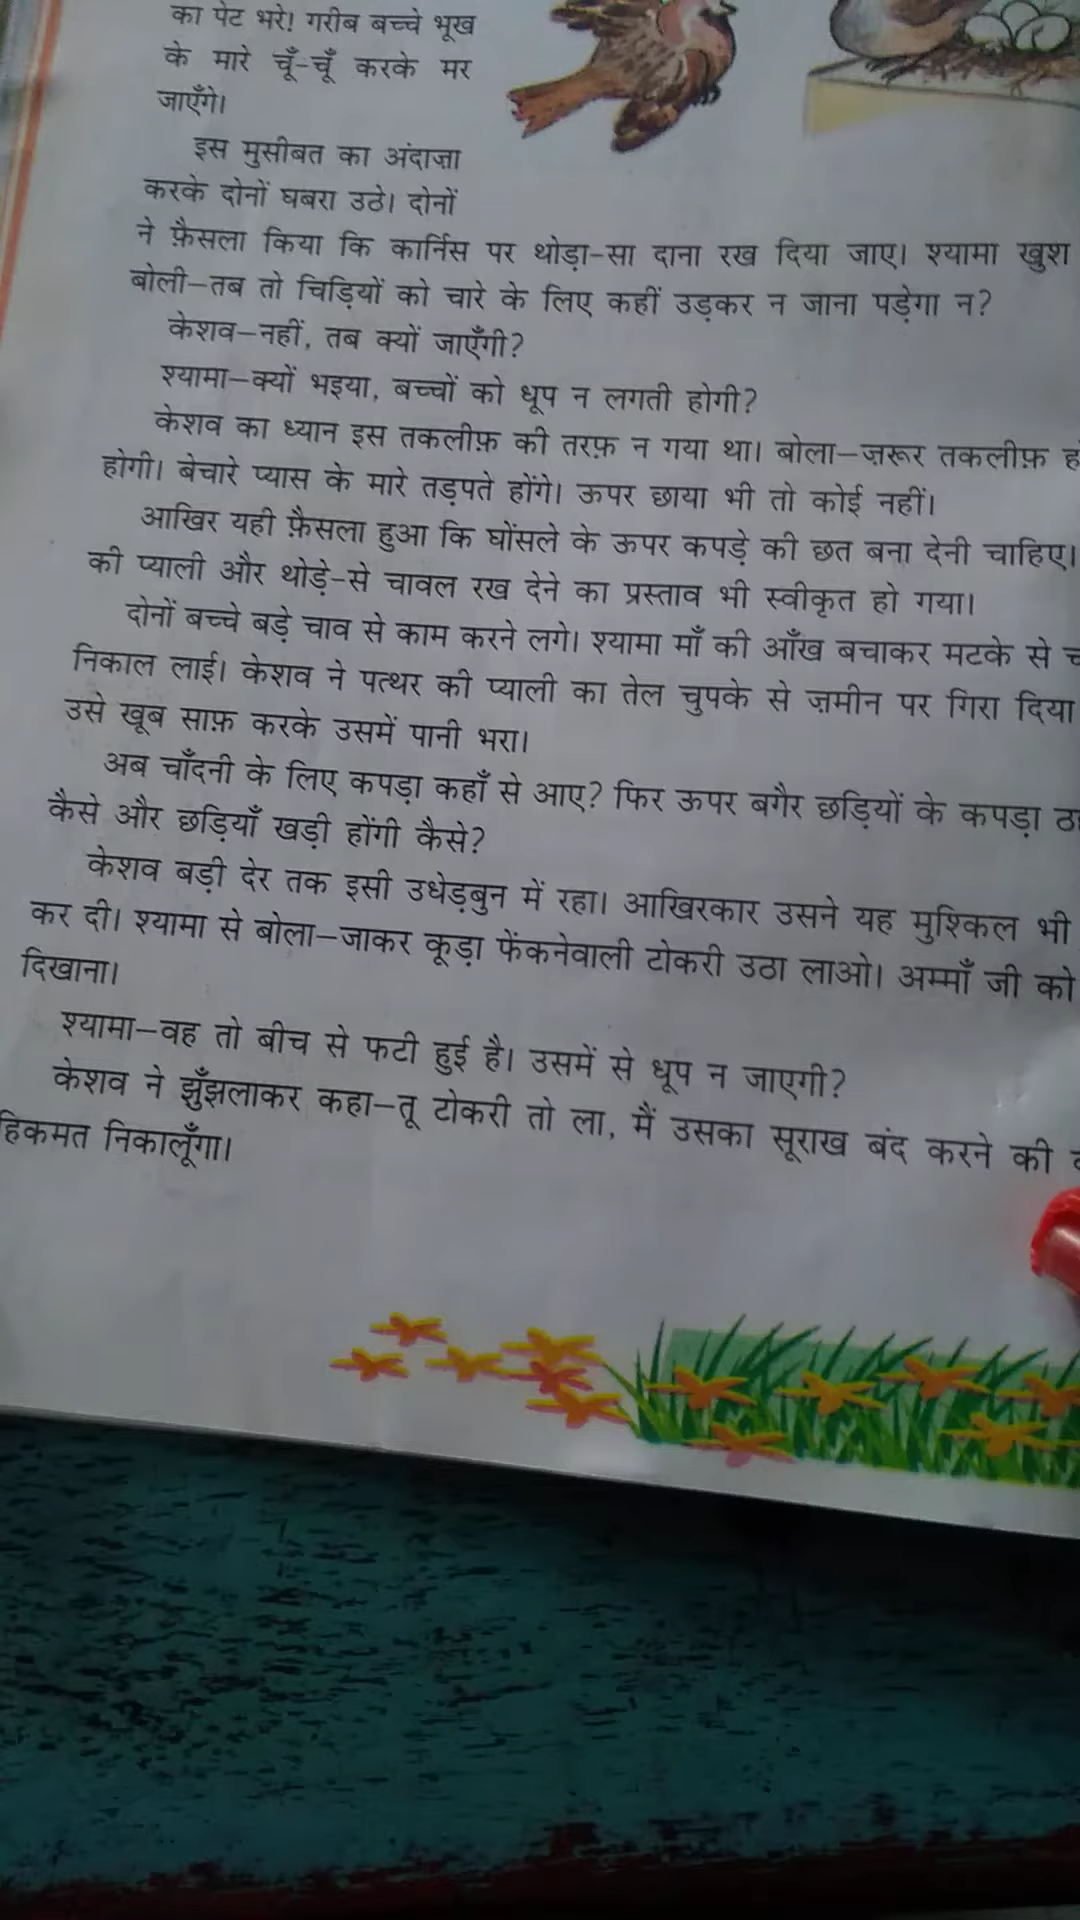 का पेट भरे! गरीब बच्चे भूख
के मारे चूँ-चूँ करके मर
जाएँगे।
इस मुसीबत का अंदाज़ा
करके दोनों घबरा उठे। दोनों
ने फ़ैसला किया कि कार्निस पर थोड़ा-सा दाना रख दिया जाए। श्यामा खुश
बोली–तब तो चिड़ियों को चारे के लिए कहीं उड़कर न जाना पड़ेगा न?
केशव–नहीं, तब क्यों जाएँगी?
श्यामा–क्यों भइया, बच्चों को धूप न लगती होगी?
केशव का ध्यान इस तकलीफ़ की तरफ़ न गया था। बोला–ज़रूर तकलीफ़
होगी। बेचारे प्यास के मारे तड़पते होंगे। ऊपर छाया भी तो कोई नहीं।
आखिर यही फ़ैसला हुआ कि घोंसले के ऊपर कपड़े की छत बना देनी चाहिए।
की प्याली और थोड़े-से चावल रख देने का प्रस्ताव भी स्वीकृत हो गया।
दोनों बच्चे बड़े चाव से काम करने लगे। श्यामा माँ की आँख बचाकर मटके से
निकाल लाई। केशव ने पत्थर की प्याली का तेल चुपके से ज़मीन पर गिरा दिया
उसे खूब साफ़ करके उसमें पानी भरा।
अब चाँदनी के लिए कपड़ा कहाँ से आए? फिर ऊपर बगैर छड़ियों के कपड़ा
कैसे और छड़ियाँ खड़ी होंगी कैसे?
केशव बड़ी देर तक इसी उधेड़बुन में रहा। आखिरकार उसने यह मुश्किल भी
कर दी। श्यामा से बोला–जाकर कूड़ा फेंकनेवाली टोकरी उठा लाओ। अम्माँ जी को
दिखाना।
श्यामा–वह तो बीच से फटी हुई है। उसमें से धूप न जाएगी?
केशव ने झुँझलाकर कहा–तू टोकरी तो ला, मैं उसका सूराख बंद करने की
हिकमत निकालूँगा।